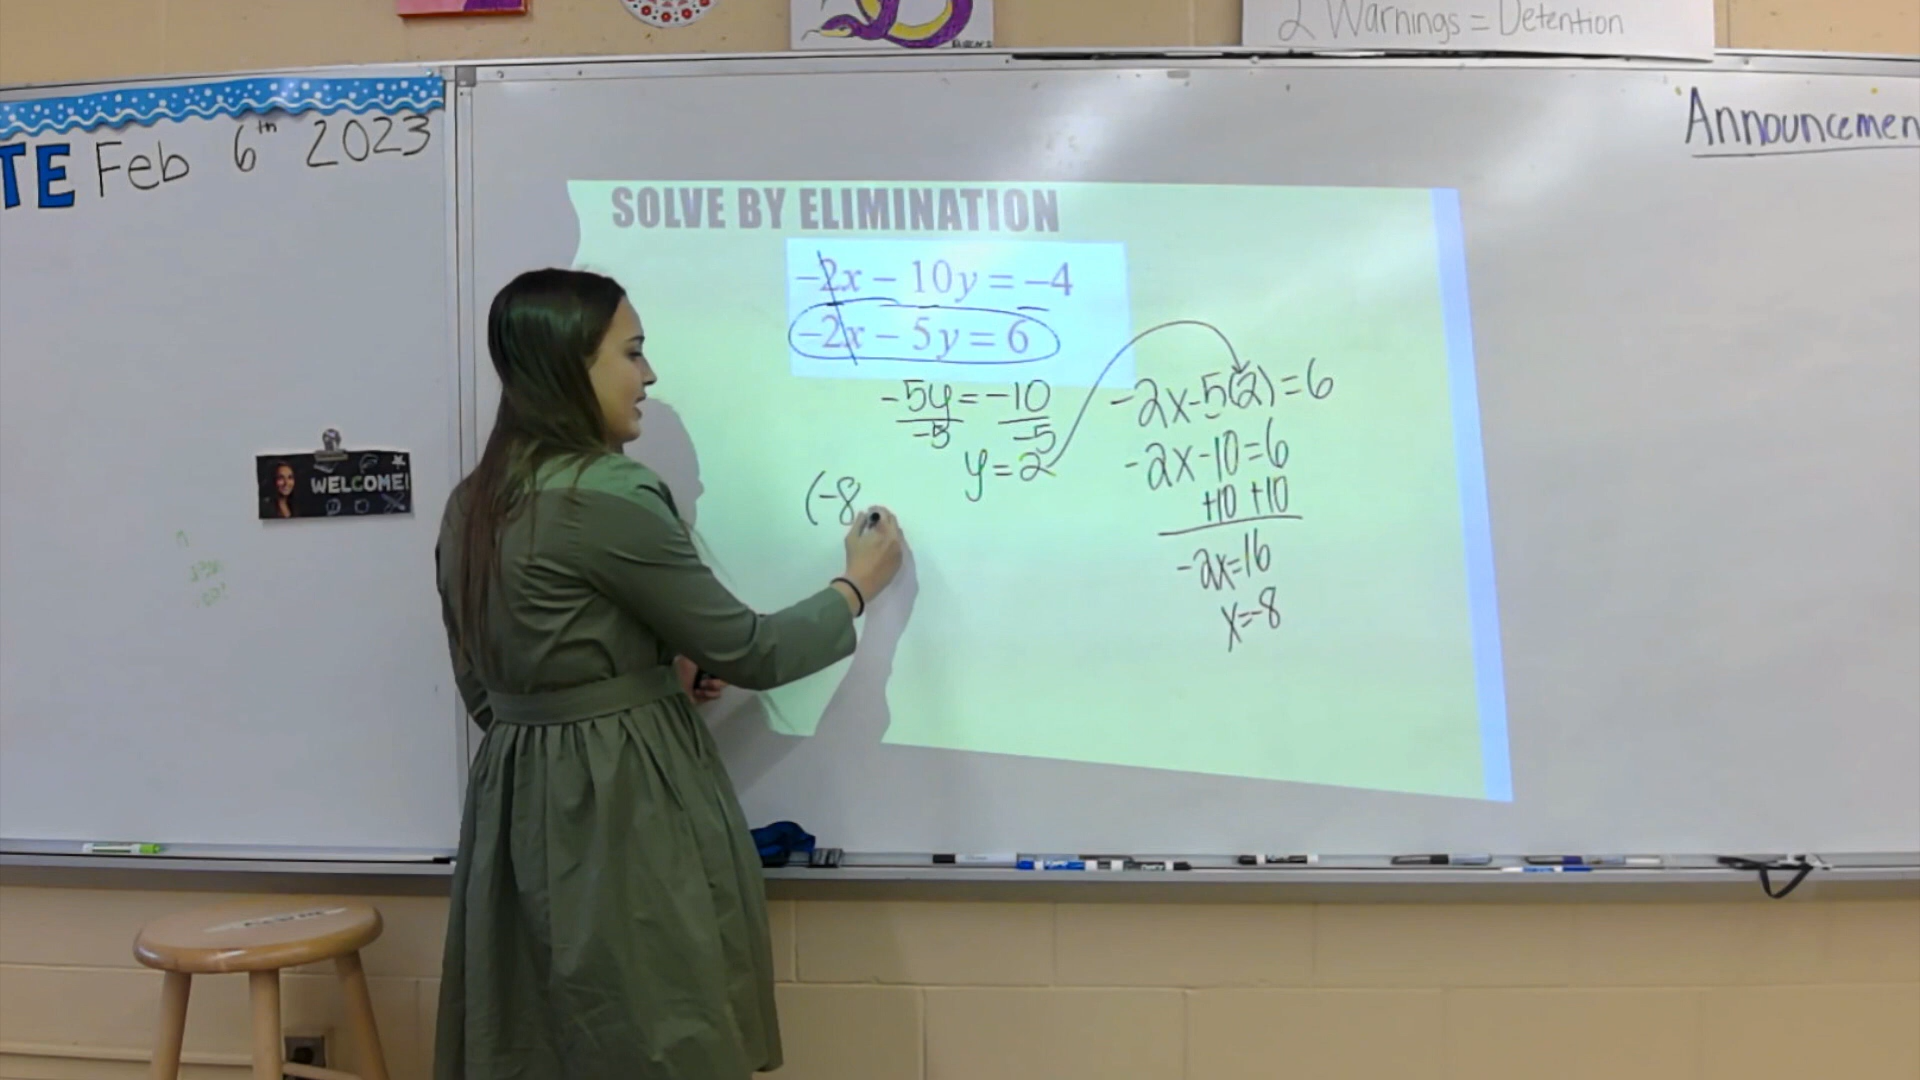 2 Warnings = Detention
TE Feb 6th 2023
Announcemen
SOLVE BY ELIMINATION
-2x - 10y = -4
-2x - 5y = 6
-5y = -10
-5 -5
y = 2
-2x-5(2)=6
-2x-10=6
+10 +10
-2x=16
x=-8
(-8
WELCOME!